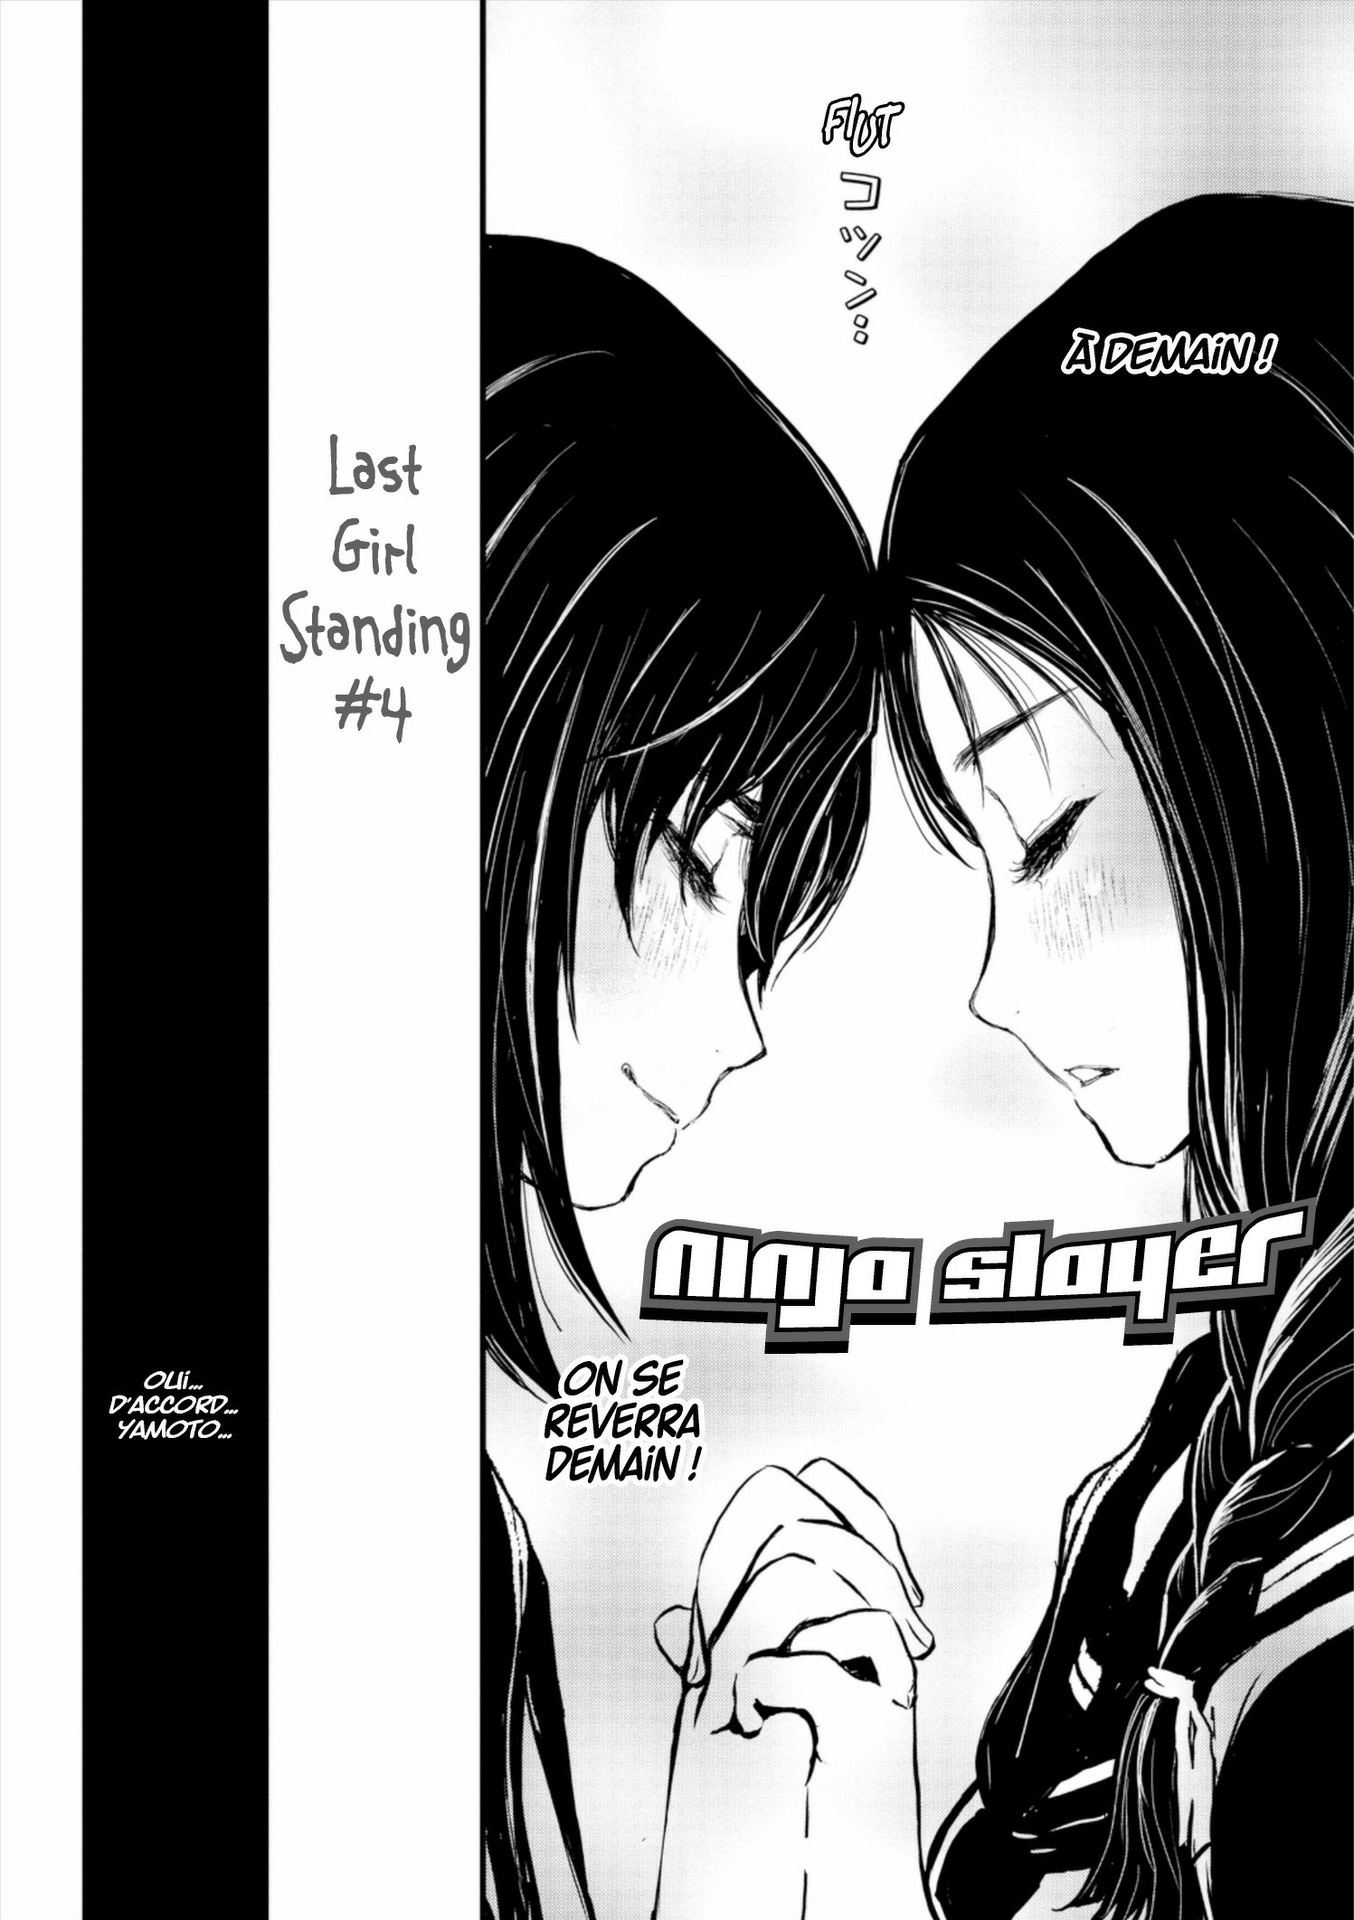 FLUT
コツン…
À DEMAIN !
Last
Girl
Standing
#4
ninja slayer
ON SE
REVERRA
DEMAIN !
OUI...
D'ACCORD...
YAMOTO...